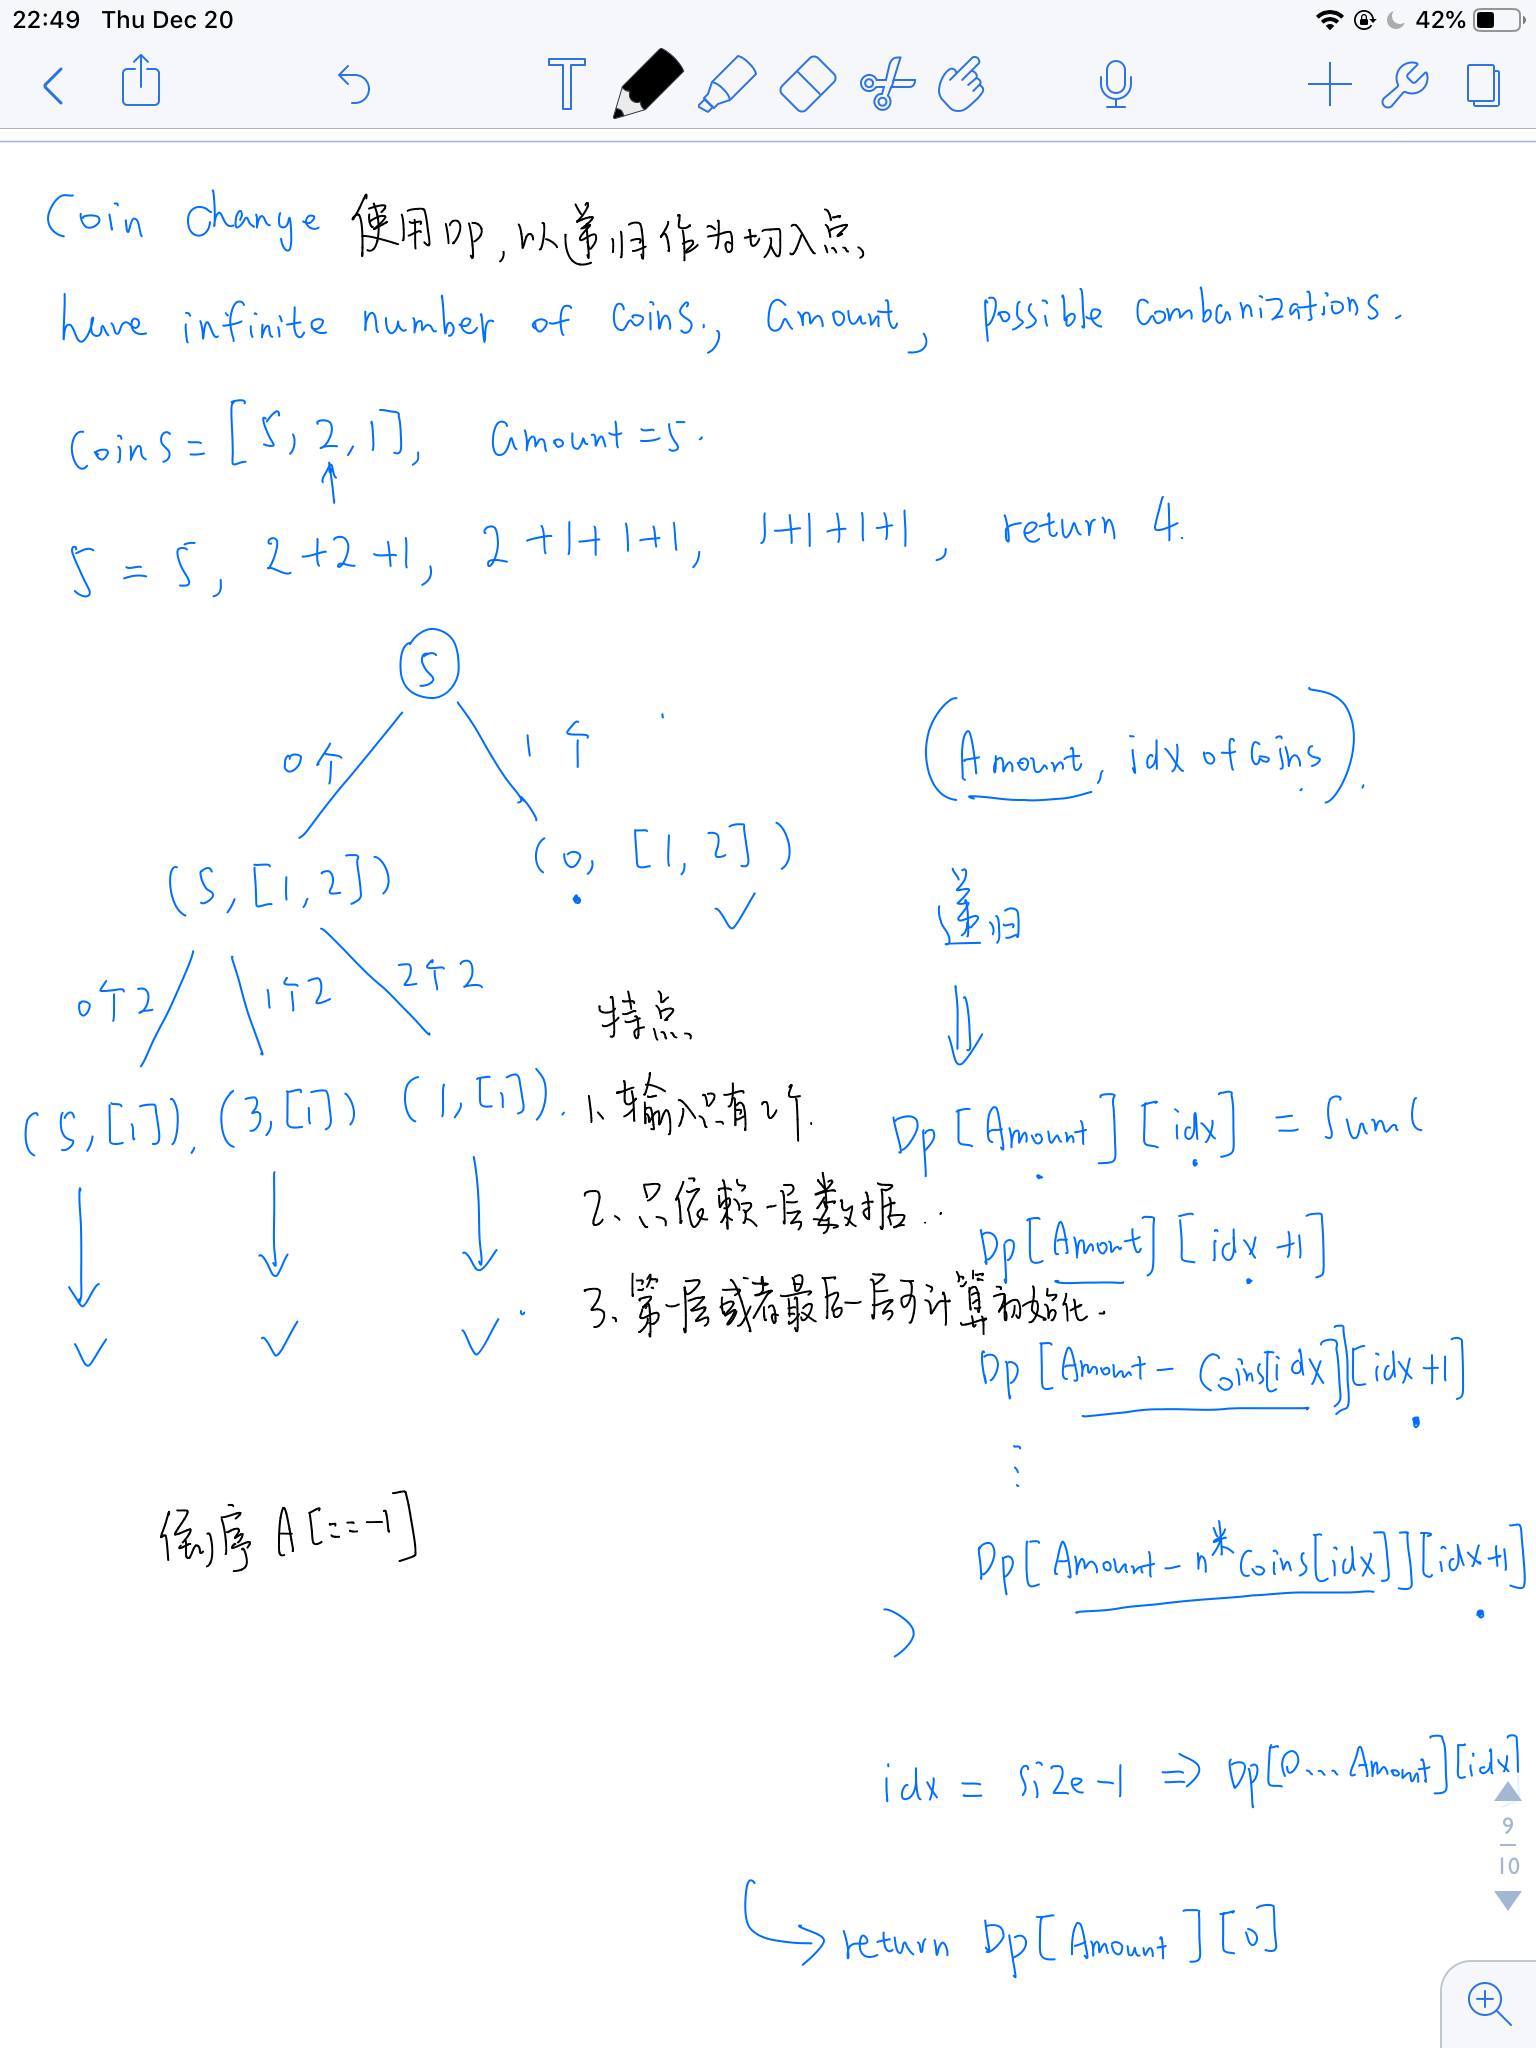 22:49 Thu Dec 20
42%
T
Coin change 使用Dp,以递归作为切入点
have infinite number of coins., amount, possible combanizations.
Coins = [5, 2, 1], amount = 5.
5 = 5, 2+2+1, 2+1+1+1, 1+1+1+1, return 4.
5
0个 1个
(Amount, idx of coins).
(5, [1, 2]) (0, [1, 2])
递归
0个2 1个2 2个2
特点
(5, [1]), (3, [1]) (1, [1]).
1、输入只有2个.
2、只依赖一层数据..
3、第一层或者最后一层可计算初始化.
Dp[Amount][idx] = Sum(
Dp[Amont][idx+1]
Dp[Amont - Coins[idx]][idx+1]
⋮
Dp[Amount - n*Coins[idx]][idx+1]
)
倒序 A[::-1]
idx = size-1 => Dp[0...Amont][idx]
return Dp[Amount][0]
9
10